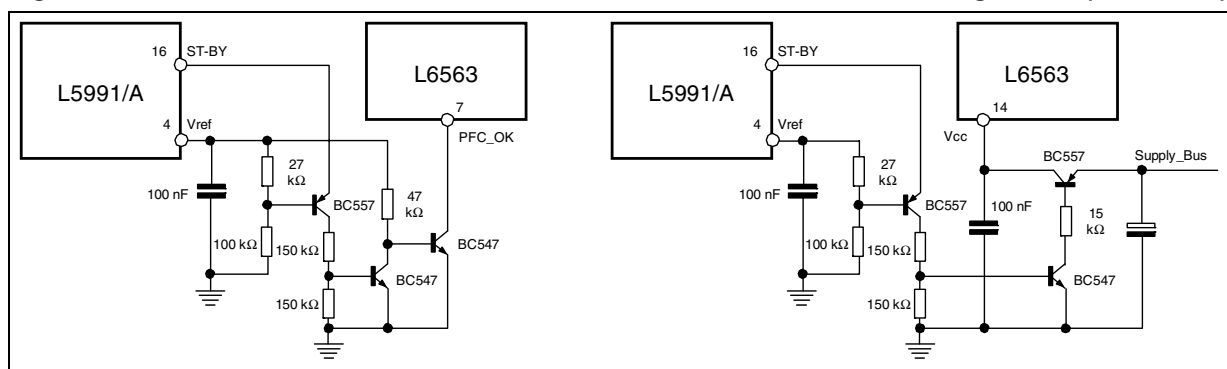 16
ST-BY
L5991/A
L6563
4
Vref
7
PFC_OK
27
kΩ
47
kΩ
100 nF
BC557
100 kΩ
150 kΩ
BC547
BC547
150 kΩ
16
ST-BY
L5991/A
L6563
4
Vref
14
Vcc
BC557
Supply_Bus
27
kΩ
100 nF
BC557
100 nF
15
kΩ
100 kΩ
150 kΩ
BC547
150 kΩ